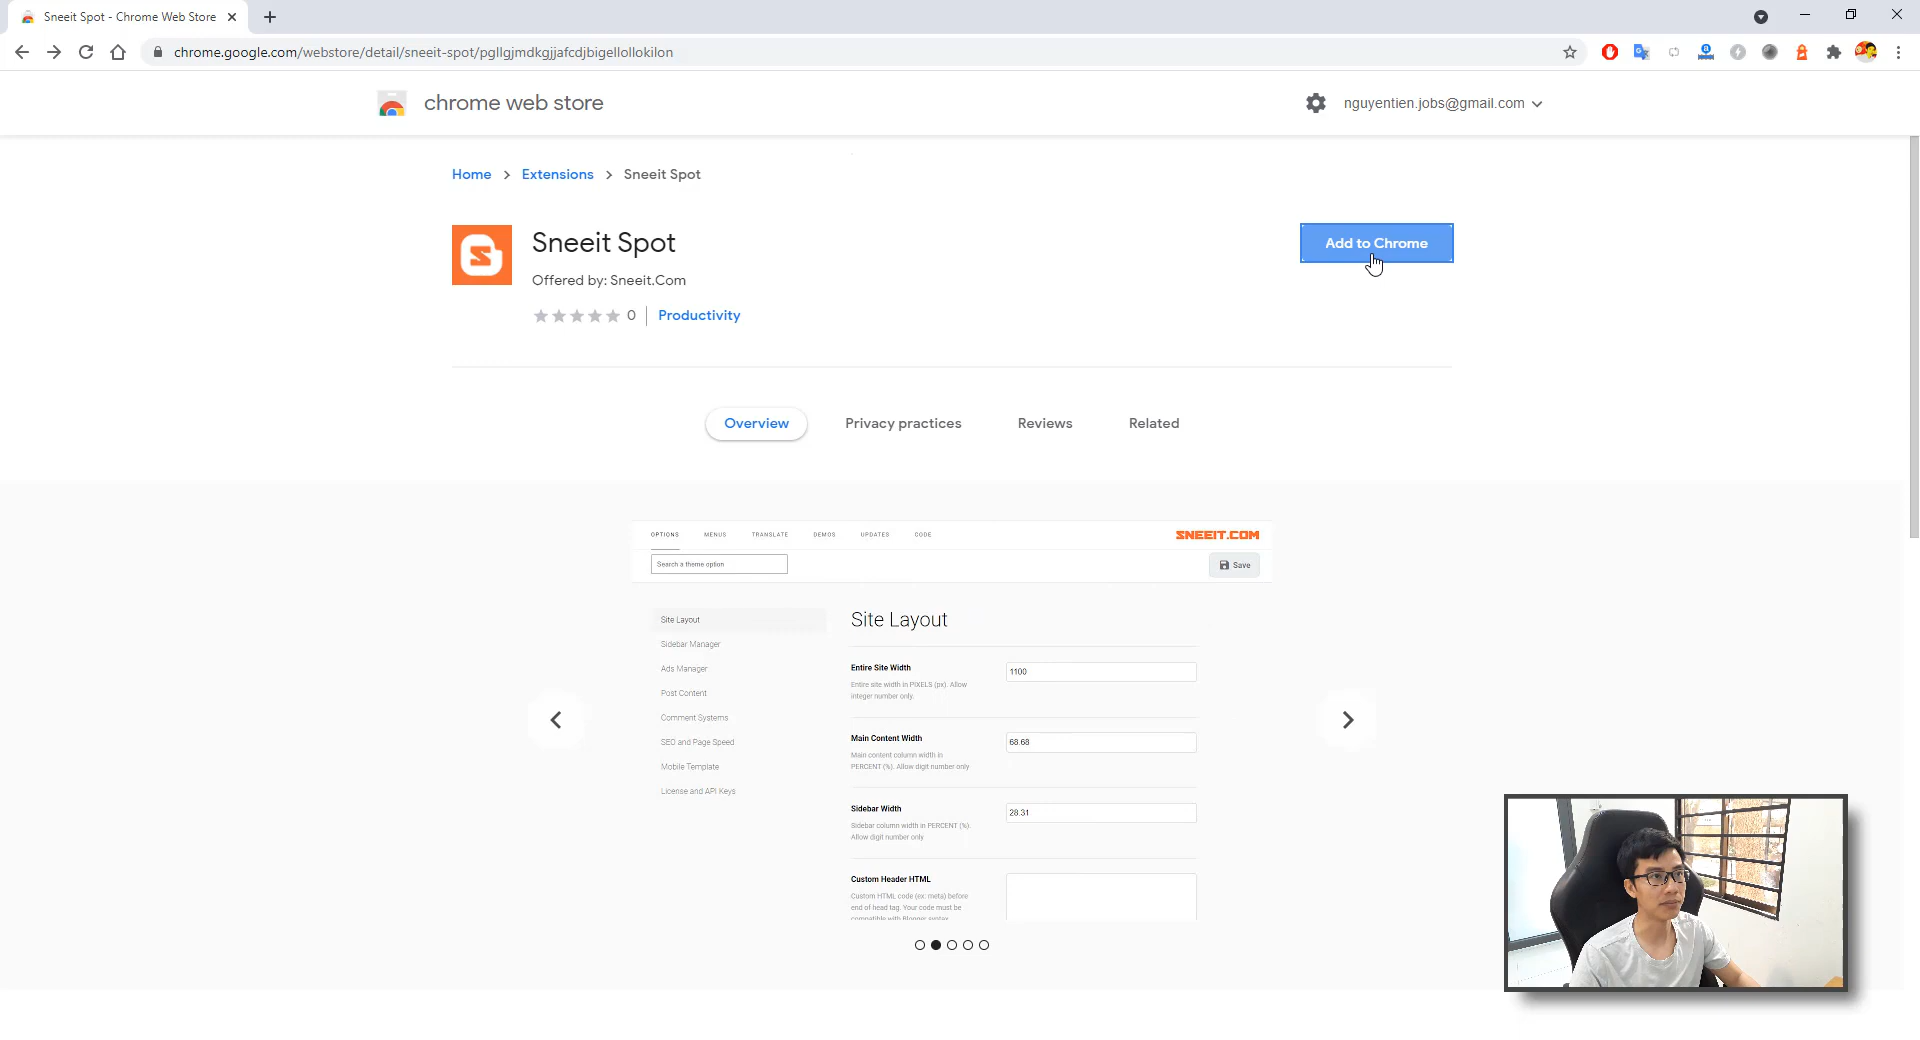 Sneeit Spot - Chrome Web Store
chrome.google.com/webstore/detail/sneeit-spot/pgllgjmdkgjjafcdjbigellollokilon
chrome web store
nguyentien.jobs@gmail.com
Home > Extensions > Sneeit Spot
Sneeit Spot
Add to Chrome
Offered by: Sneeit.Com
0 | Productivity
Overview
Privacy practices
Reviews
Related
OPTIONS
MENUS
TRANSLATE
DEMOS
UPDATES
CODE
SNEEIT.COM
Search a theme option
Save
Site Layout
Sidebar Manager
Ads Manager
Post Content
Comment Systems
SEO and Page Speed
Mobile Template
License and API Keys
Site Layout
Entire Site Width
1100
Entire site width in PIXELS (px). Allow
integer number only.
Main Content Width
68.68
Main content column width in
PERCENT (%). Allow digit number only
Sidebar Width
28.31
Sidebar column width in PERCENT (%).
Allow digit number only
Custom Header HTML
Custom HTML code (ex: meta) before
end of head tag. Your code must be
compatible with Blogger syntax